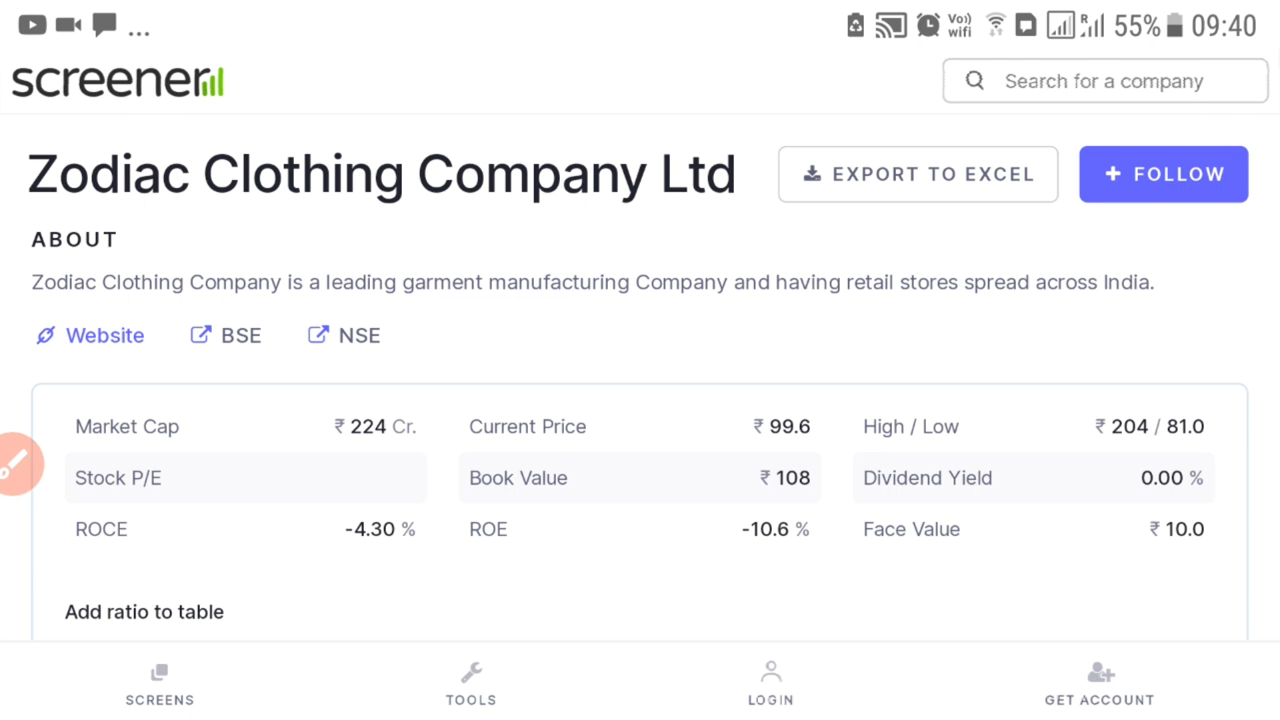 ... Vo) wifi R 55% 09:40
screener Search for a company
Zodiac Clothing Company Ltd EXPORT TO EXCEL + FOLLOW
ABOUT
Zodiac Clothing Company is a leading garment manufacturing Company and having retail stores spread across India.
Website BSE NSE
Market Cap ₹ 224 Cr. Current Price ₹ 99.6 High / Low ₹ 204 / 81.0
Stock P/E Book Value ₹ 108 Dividend Yield 0.00 %
ROCE -4.30 % ROE -10.6 % Face Value ₹ 10.0
Add ratio to table
SCREENS TOOLS LOGIN GET ACCOUNT